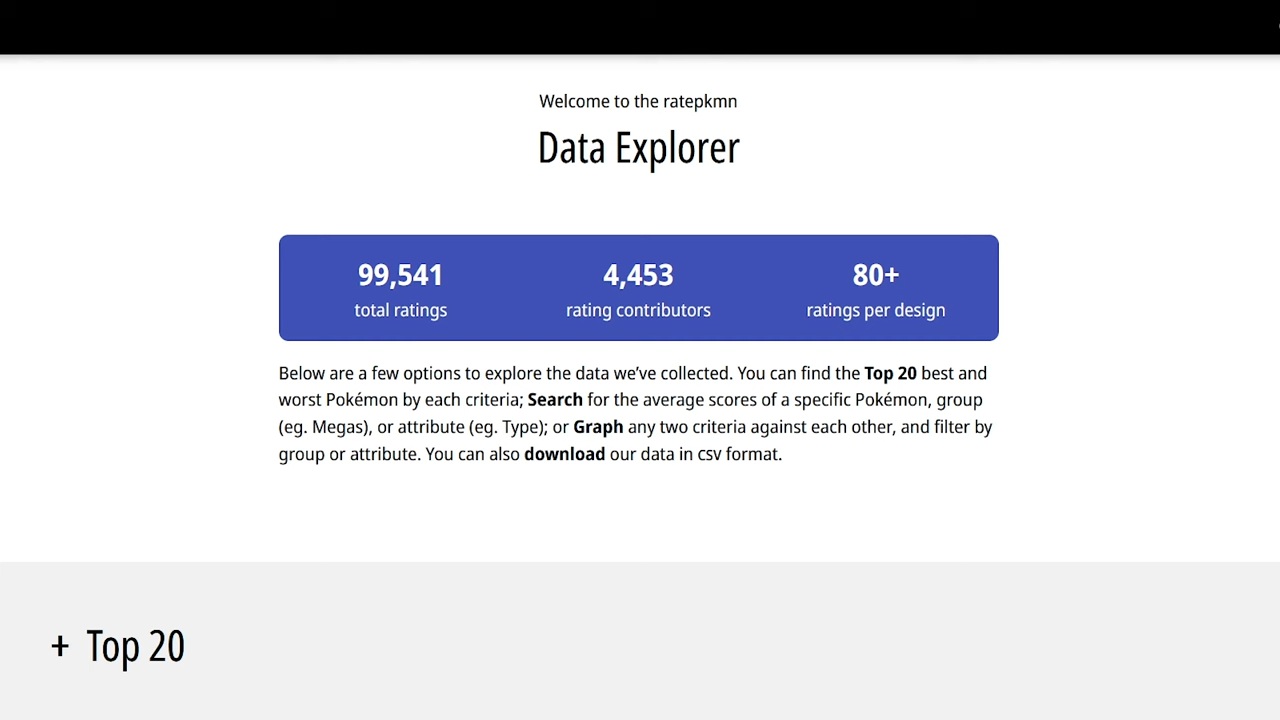 Welcome to the ratepkmn
Data Explorer
99,541
4,453
80+
total ratings
rating contributors
ratings per design
Below are a few options to explore the data we’ve collected. You can find the Top 20 best and
worst Pokémon by each criteria; Search for the average scores of a specific Pokémon, group
(eg. Megas), or attribute (eg. Type); or Graph any two criteria against each other, and filter by
group or attribute. You can also download our data in csv format.
+ Top 20